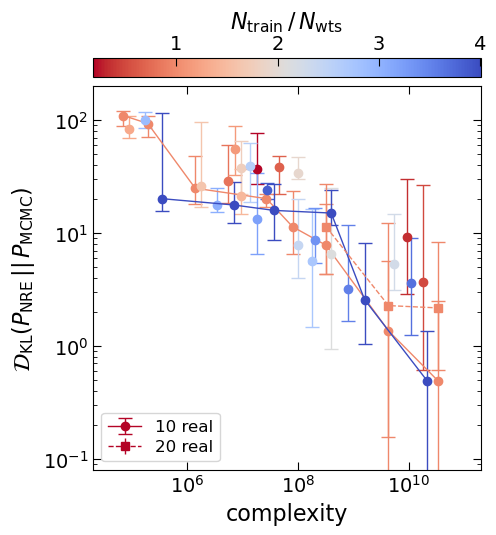 N_train / N_wts
1 2 3 4
D_KL(P_NRE || P_MCMC)
10^2
10^1
10^0
10^−1
10 real
20 real
10^6 10^8 10^10
complexity